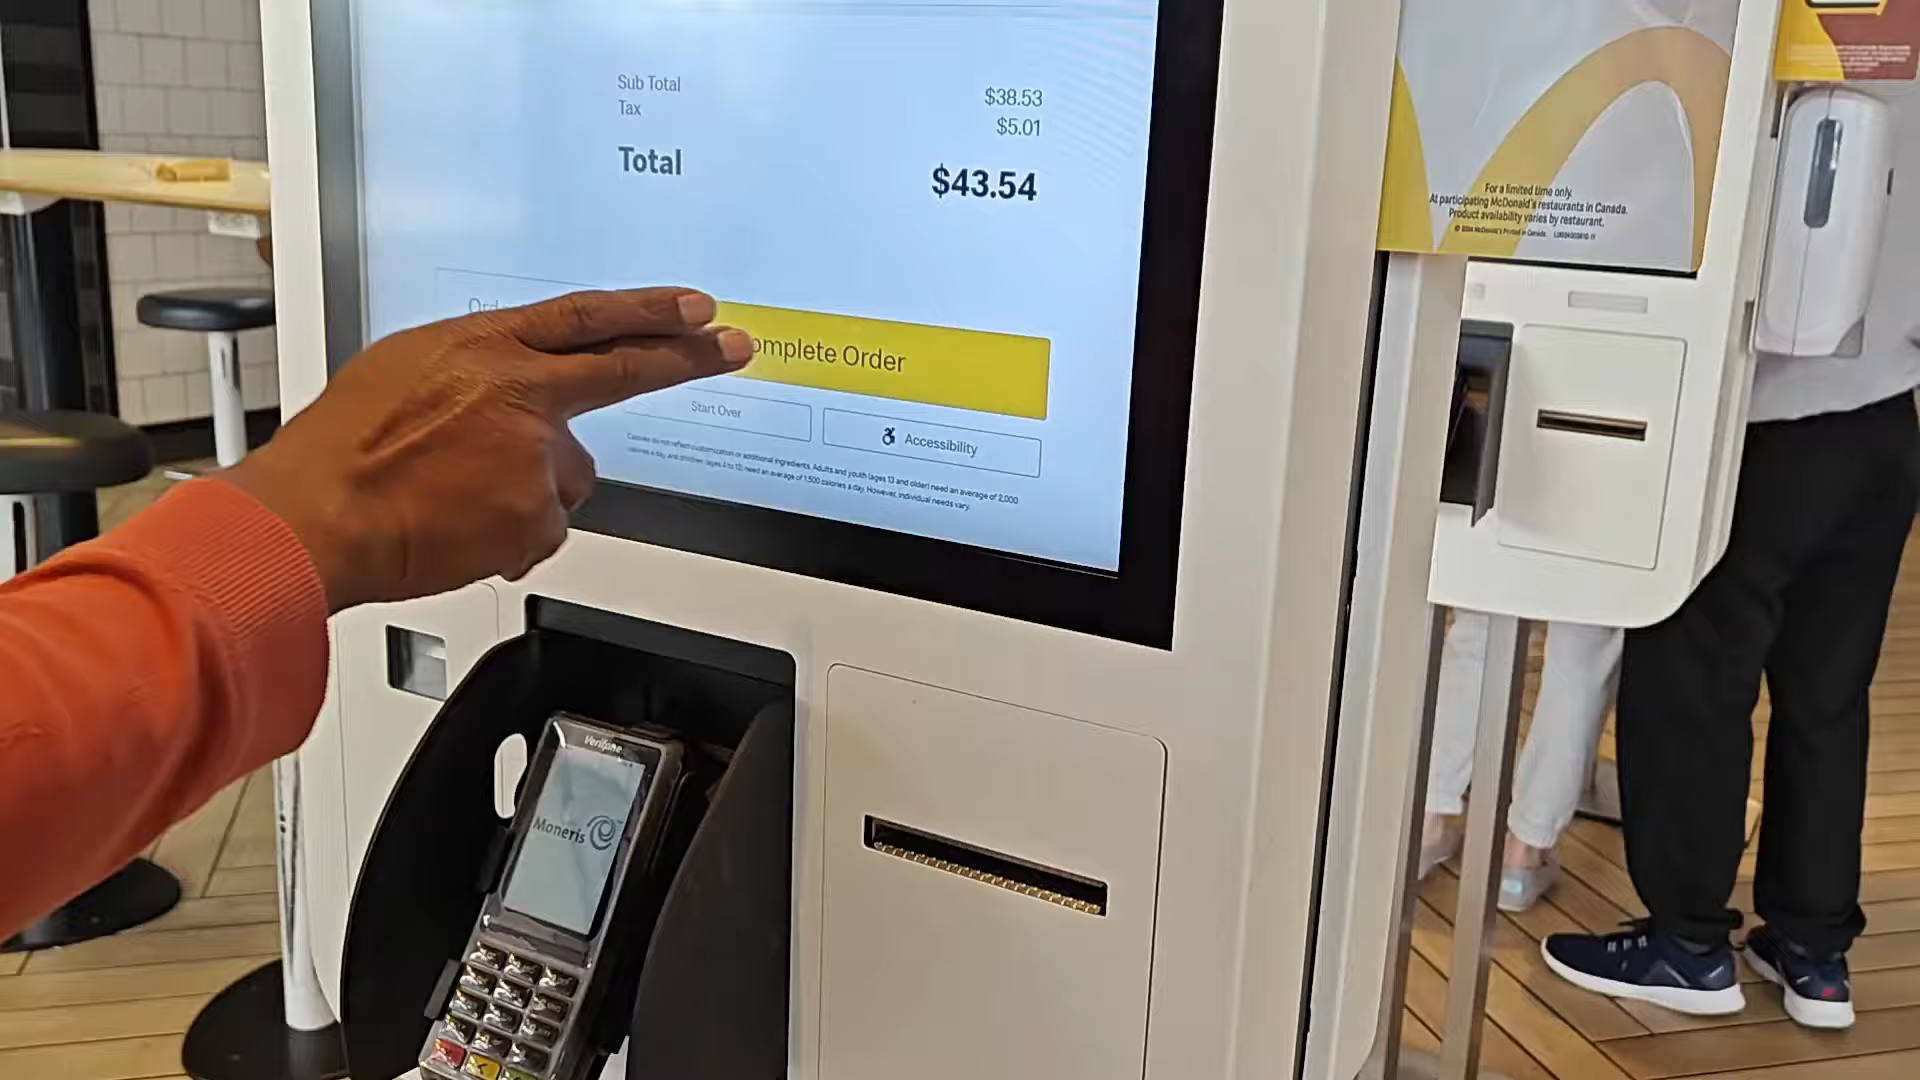 Sub Total
$38.53
Tax
$5.01
Total
$43.54
omplete Order
Start Over
Accessibility
Calories do not reflect customization or additional ingredients. Adults and youth (ages 13 and older) need an average of 2,000
calories a day, and children (ages 4 to 12) need an average of 1,500 calories a day. However, individual needs vary.
For a limited time only.
At participating McDonald's restaurants in Canada.
Product availability varies by restaurant.
Verifone
Moneris